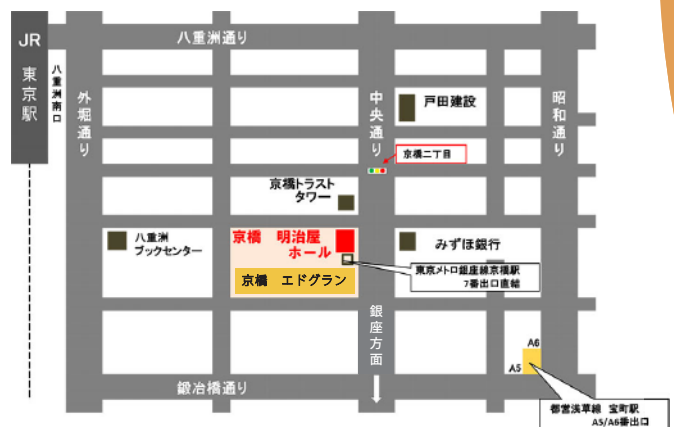 JR
東京駅
八重洲南口
八重洲通り
外堀通り
中央通り
戸田建設
昭和通り
京橋二丁目
京橋トラスト
タワー
八重洲
ブックセンター
京橋 明治屋
ホール
京橋 エドグラン
みずほ銀行
東京メトロ銀座線京橋駅
7番出口直結
銀座方面
鍛冶橋通り
A6
A5
都営浅草線 宝町駅
A5/A6番出口